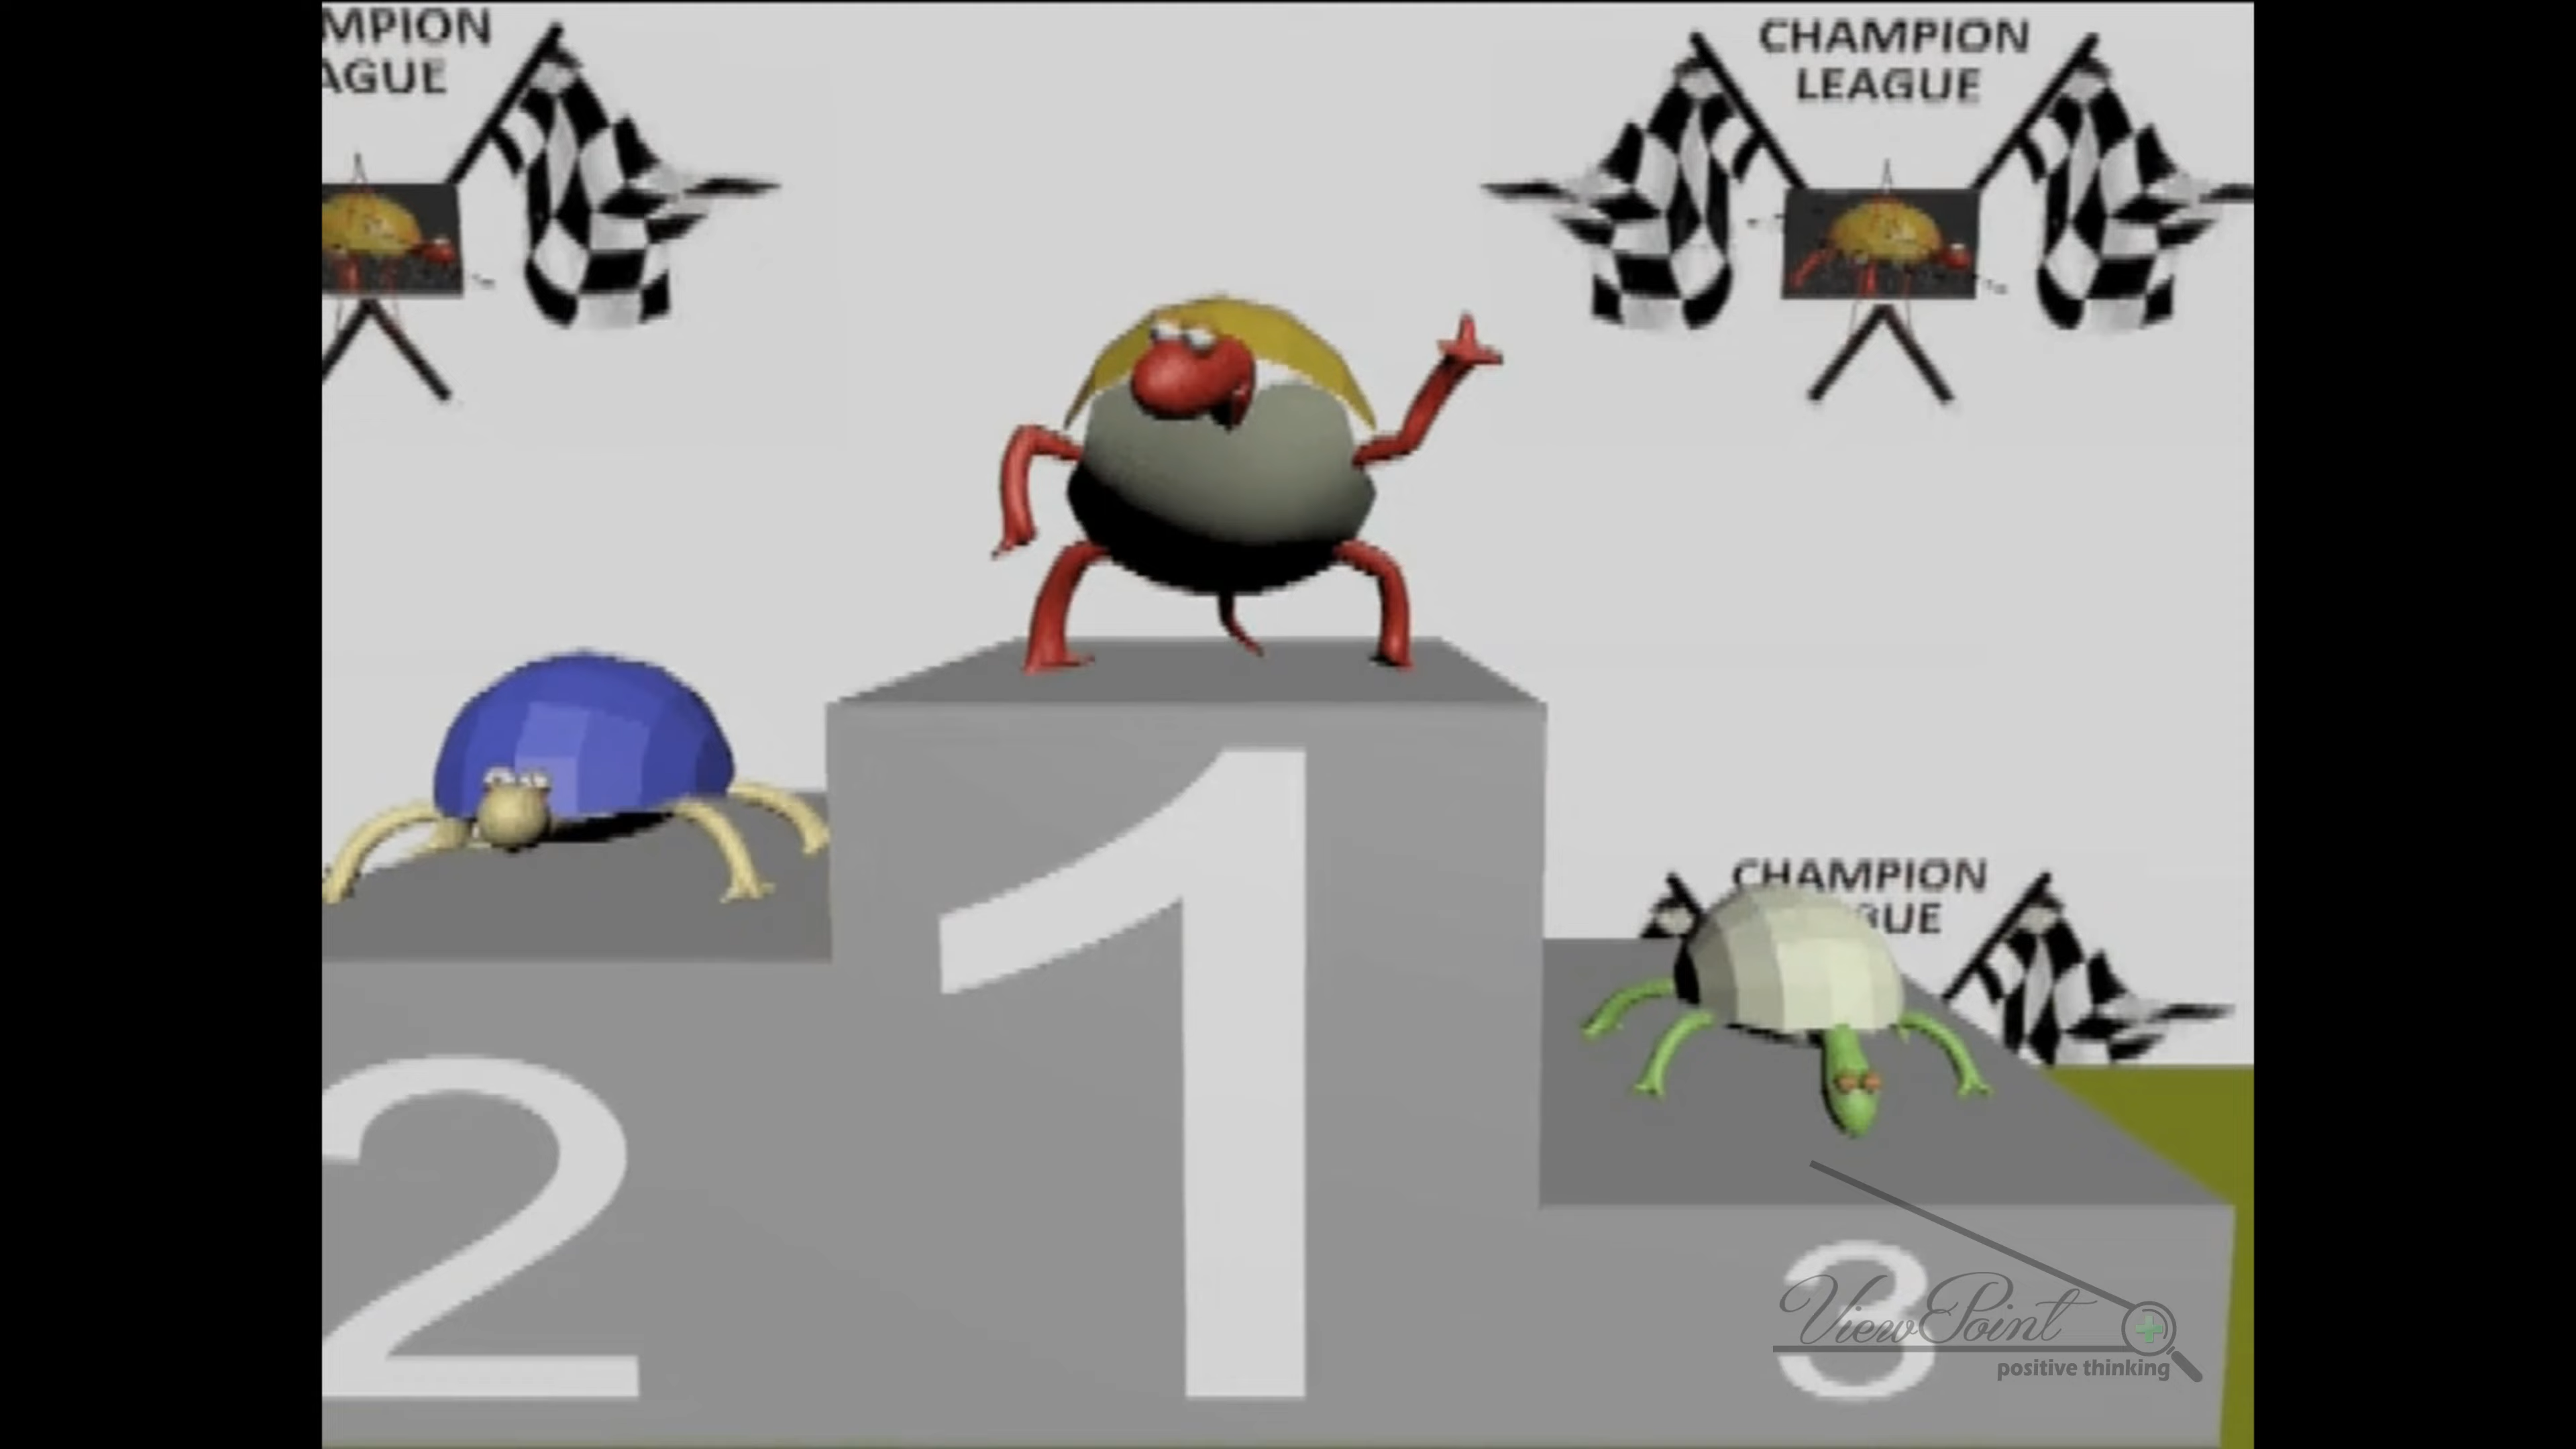 MPION
AGUE
CHAMPION
LEAGUE
1
CHAMPION
GUE
2
3
ViewPoint
positive thinking